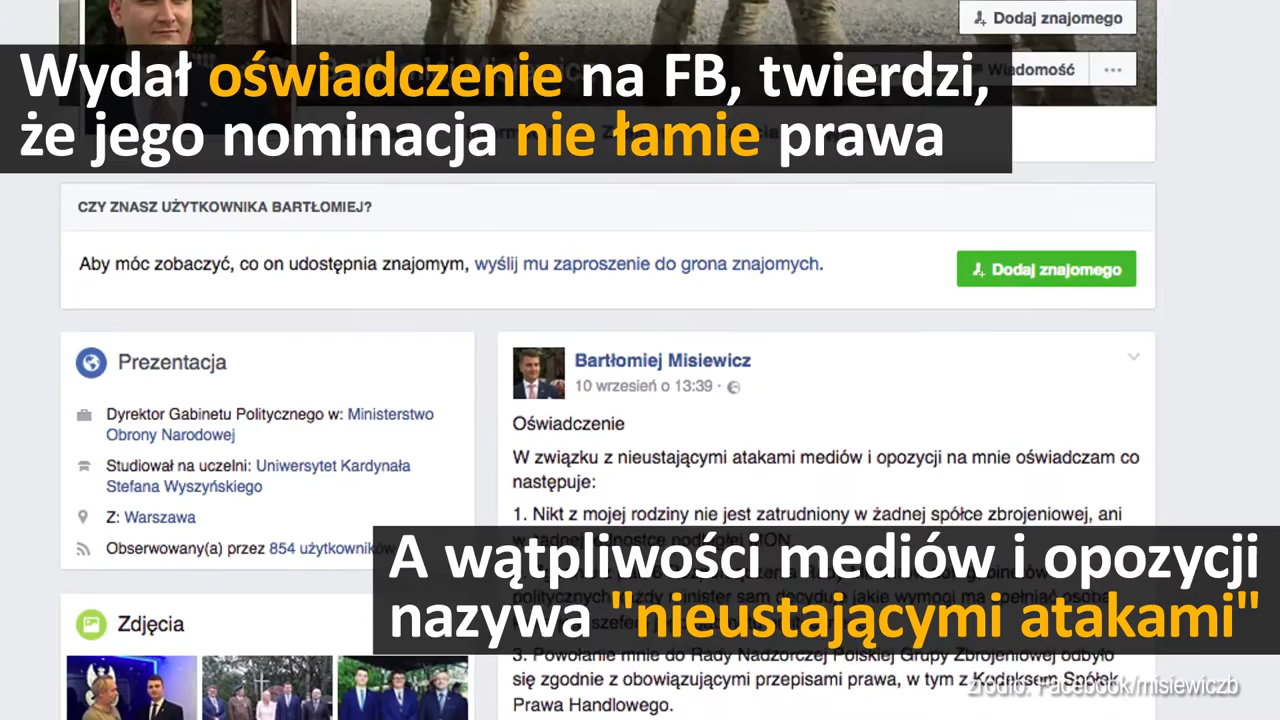 Dodaj znajomego
Wydał oświadczenie na FB, twierdzi,
Wiadomość
że jego nominacja nie łamie prawa
CZY ZNASZ UŻYTKOWNIKA BARTŁOMIEJ?
Aby móc zobaczyć, co on udostępnia znajomym, wyślij mu zaproszenie do grona znajomych.
Dodaj znajomego
Prezentacja
Dyrektor Gabinetu Politycznego w: Ministerstwo
Obrony Narodowej
Studiował na uczelni: Uniwersytet Kardynała
Stefana Wyszyńskiego
Z: Warszawa
Obserwowany(a) przez 854 użytkowników
Zdjęcia
Bartłomiej Misiewicz
10 wrzesień o 13:39 ·
Oświadczenie
W związku z nieustającymi atakami mediów i opozycji na mnie oświadczam co
następuje:
1. Nikt z mojej rodziny nie jest zatrudniony w żadnej spółce zbrojeniowej, ani
A wątpliwości mediów i opozycji
nazywa "nieustającymi atakami"
3. Powołanie mnie do Rady Nadzorczej Polskiej Grupy Zbrojeniowej odbyło
się zgodnie z obowiązującymi przepisami prawa, w tym z Kodeksem Spółek
Prawa Handlowego.
źródło: Facebook/misiewiczb